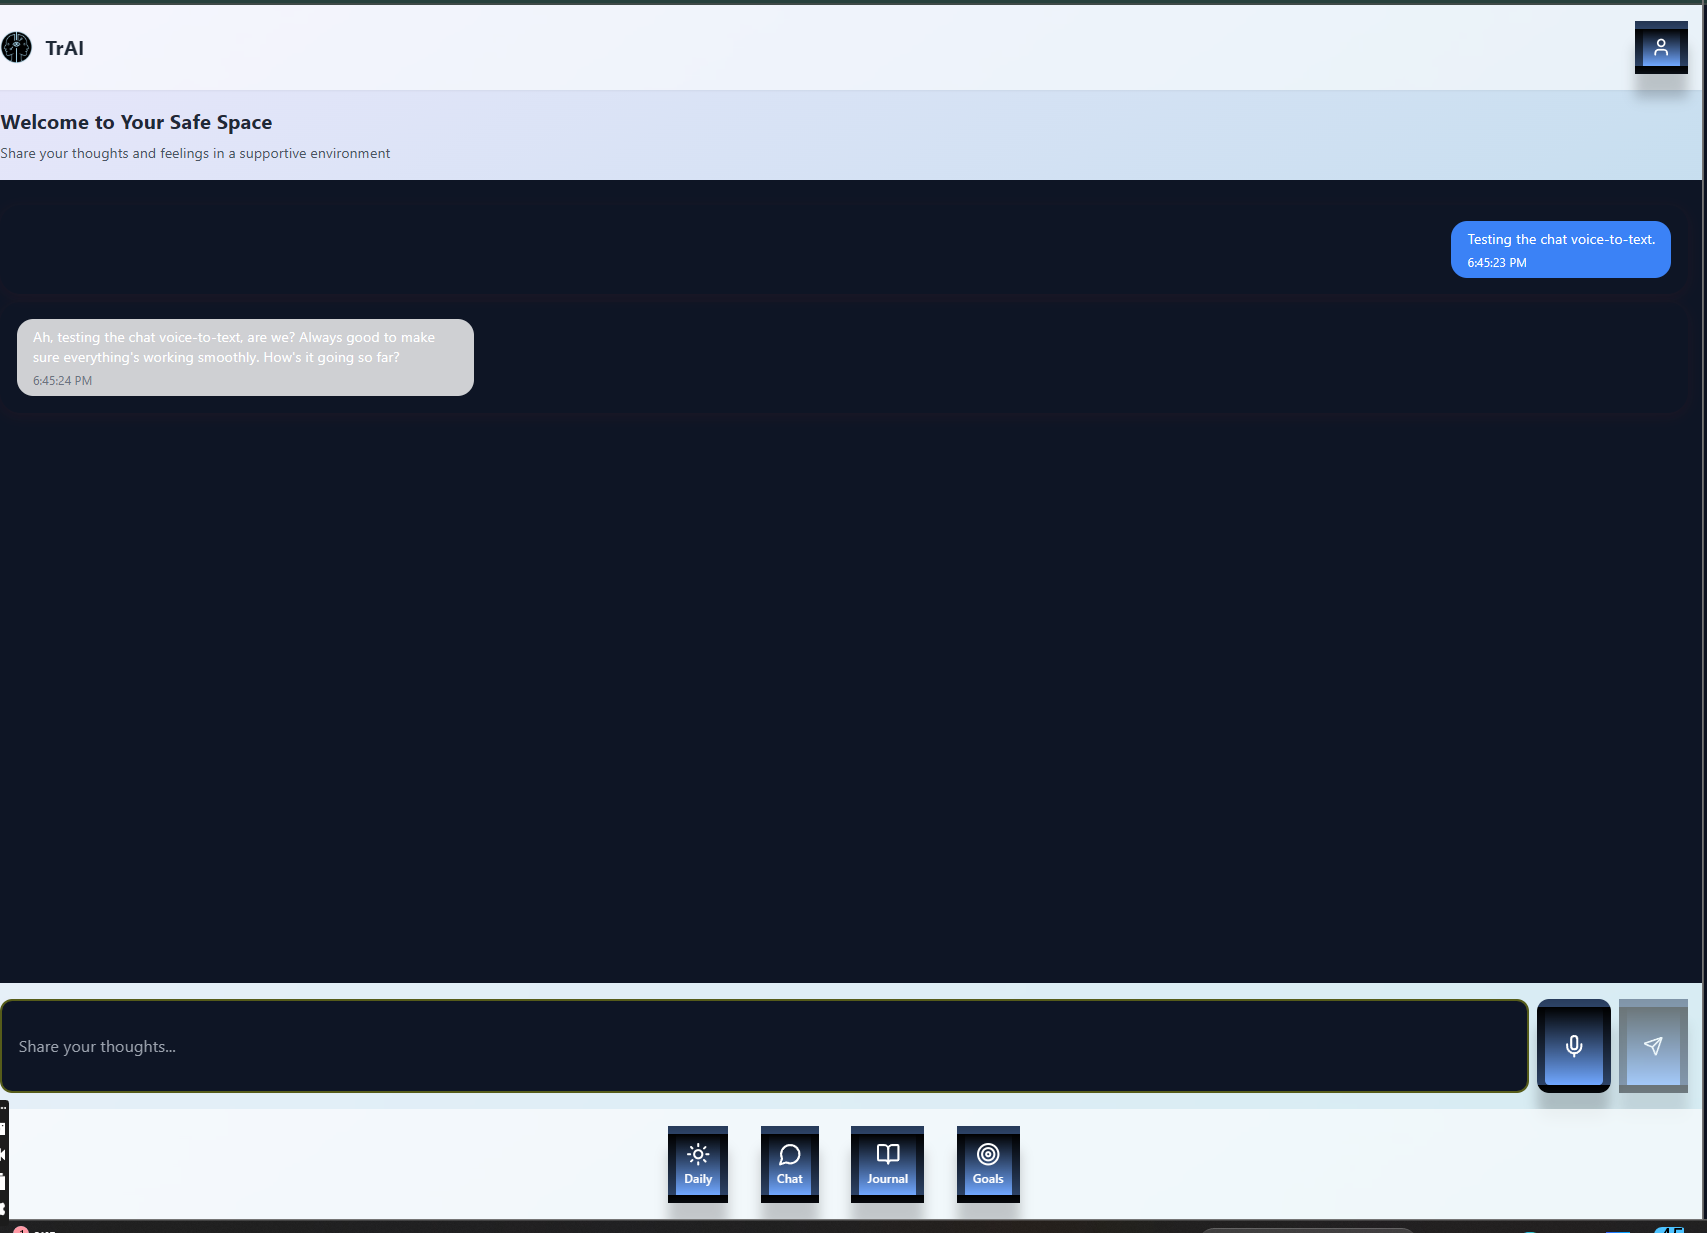 TrAI
Welcome to Your Safe Space
Share your thoughts and feelings in a supportive environment
Testing the chat voice-to-text.
6:45:23 PM
Ah, testing the chat voice-to-text, are we? Always good to make
sure everything's working smoothly. How's it going so far?
6:45:24 PM
Share your thoughts...
Daily
Chat
Journal
Goals